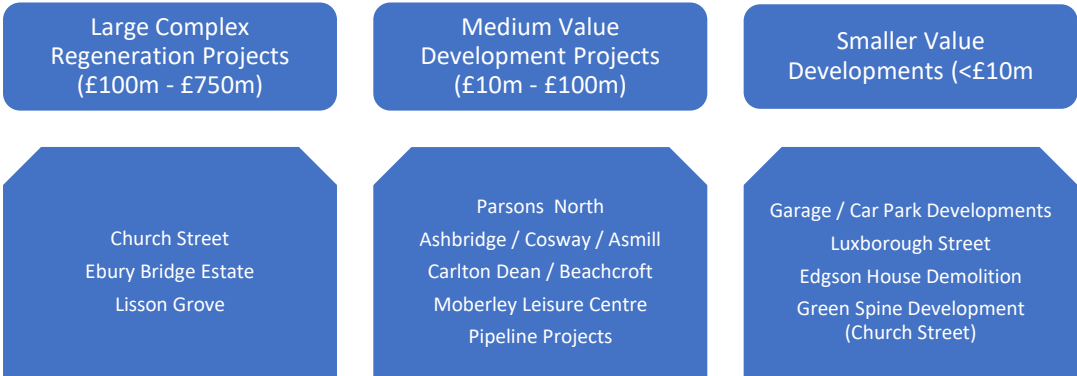 Large Complex
Regeneration Projects
(£100m - £750m)
Medium Value
Development Projects
(£10m - £100m)
Smaller Value
Developments (<£10m
Church Street
Ebury Bridge Estate
Lisson Grove
Parsons North
Ashbridge / Cosway / Asmill
Carlton Dean / Beachcroft
Moberley Leisure Centre
Pipeline Projects
Garage / Car Park Developments
Luxborough Street
Edgson House Demolition
Green Spine Development
(Church Street)